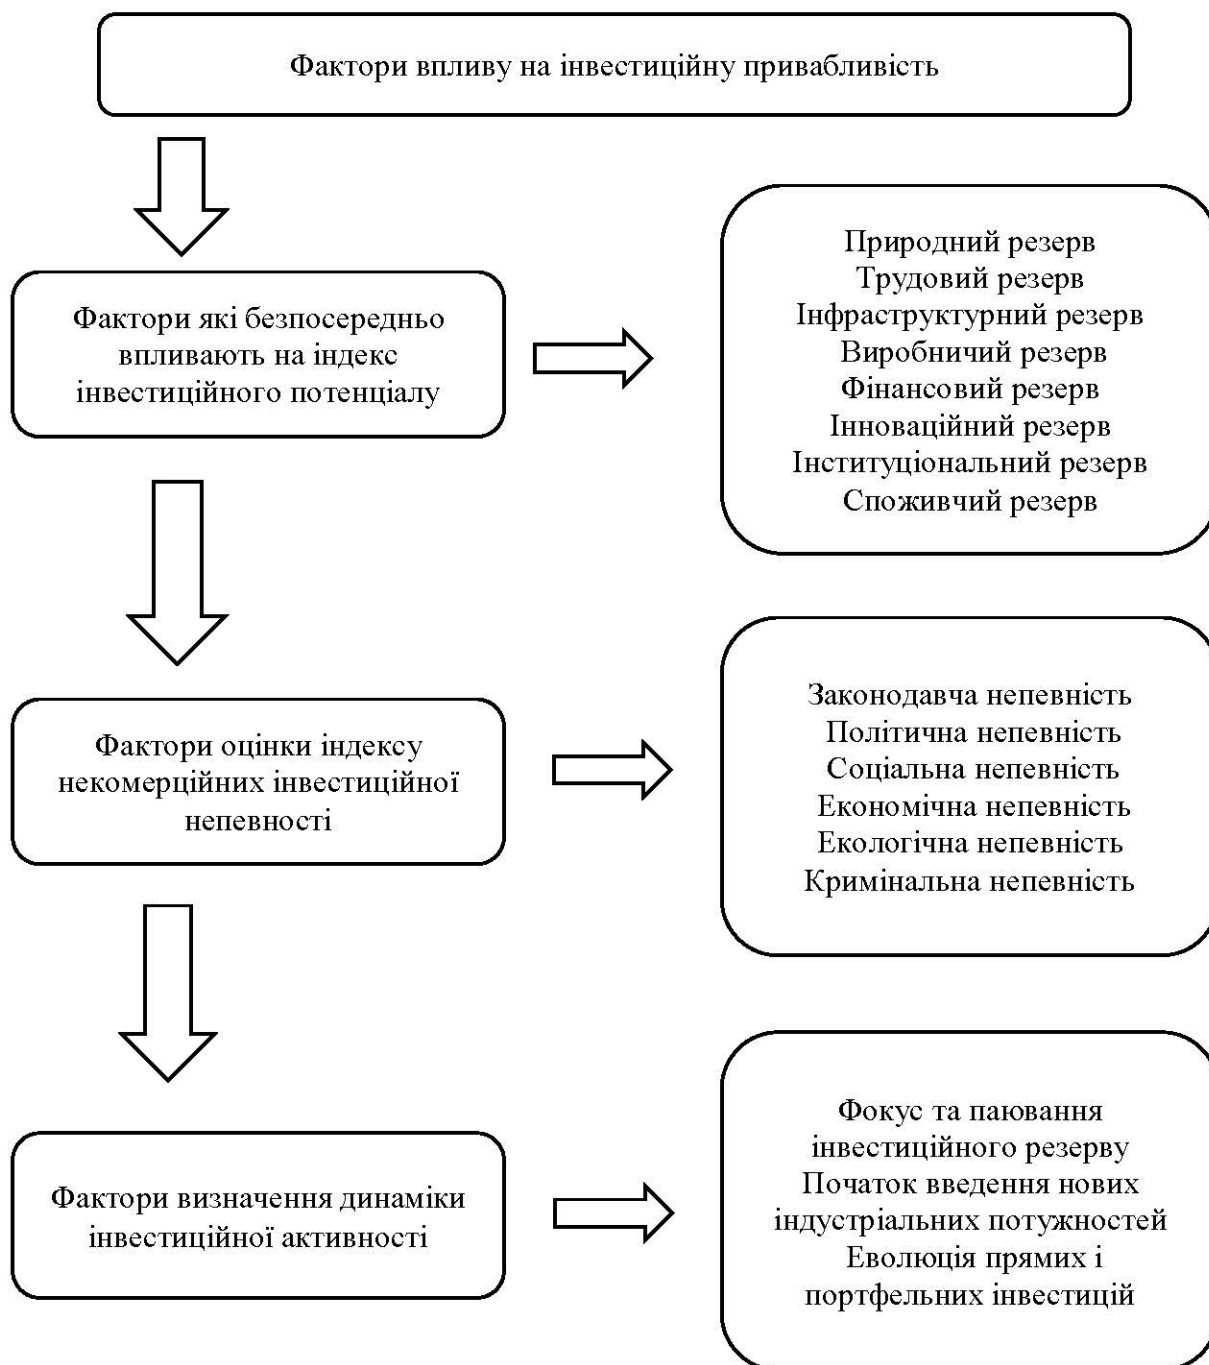 Фактори впливу на інвестиційну привабливість
Фактори які безпосередньо
впливають на індекс
інвестиційного потенціалу
Природний резерв
Трудовий резерв
Інфраструктурний резерв
Виробничий резерв
Фінансовий резерв
Інноваційний резерв
Інституціональний резерв
Споживчий резерв
Фактори оцінки індексу
некомерційних інвестиційної
непевності
Законодавча непевність
Політична непевність
Соціальна непевність
Економічна непевність
Екологічна непевність
Кримінальна непевність
Фактори визначення динаміки
інвестиційної активності
Фокус та паювання
інвестиційного резерву
Початок введення нових
індустріальних потужностей
Еволюція прямих і
портфельних інвестицій